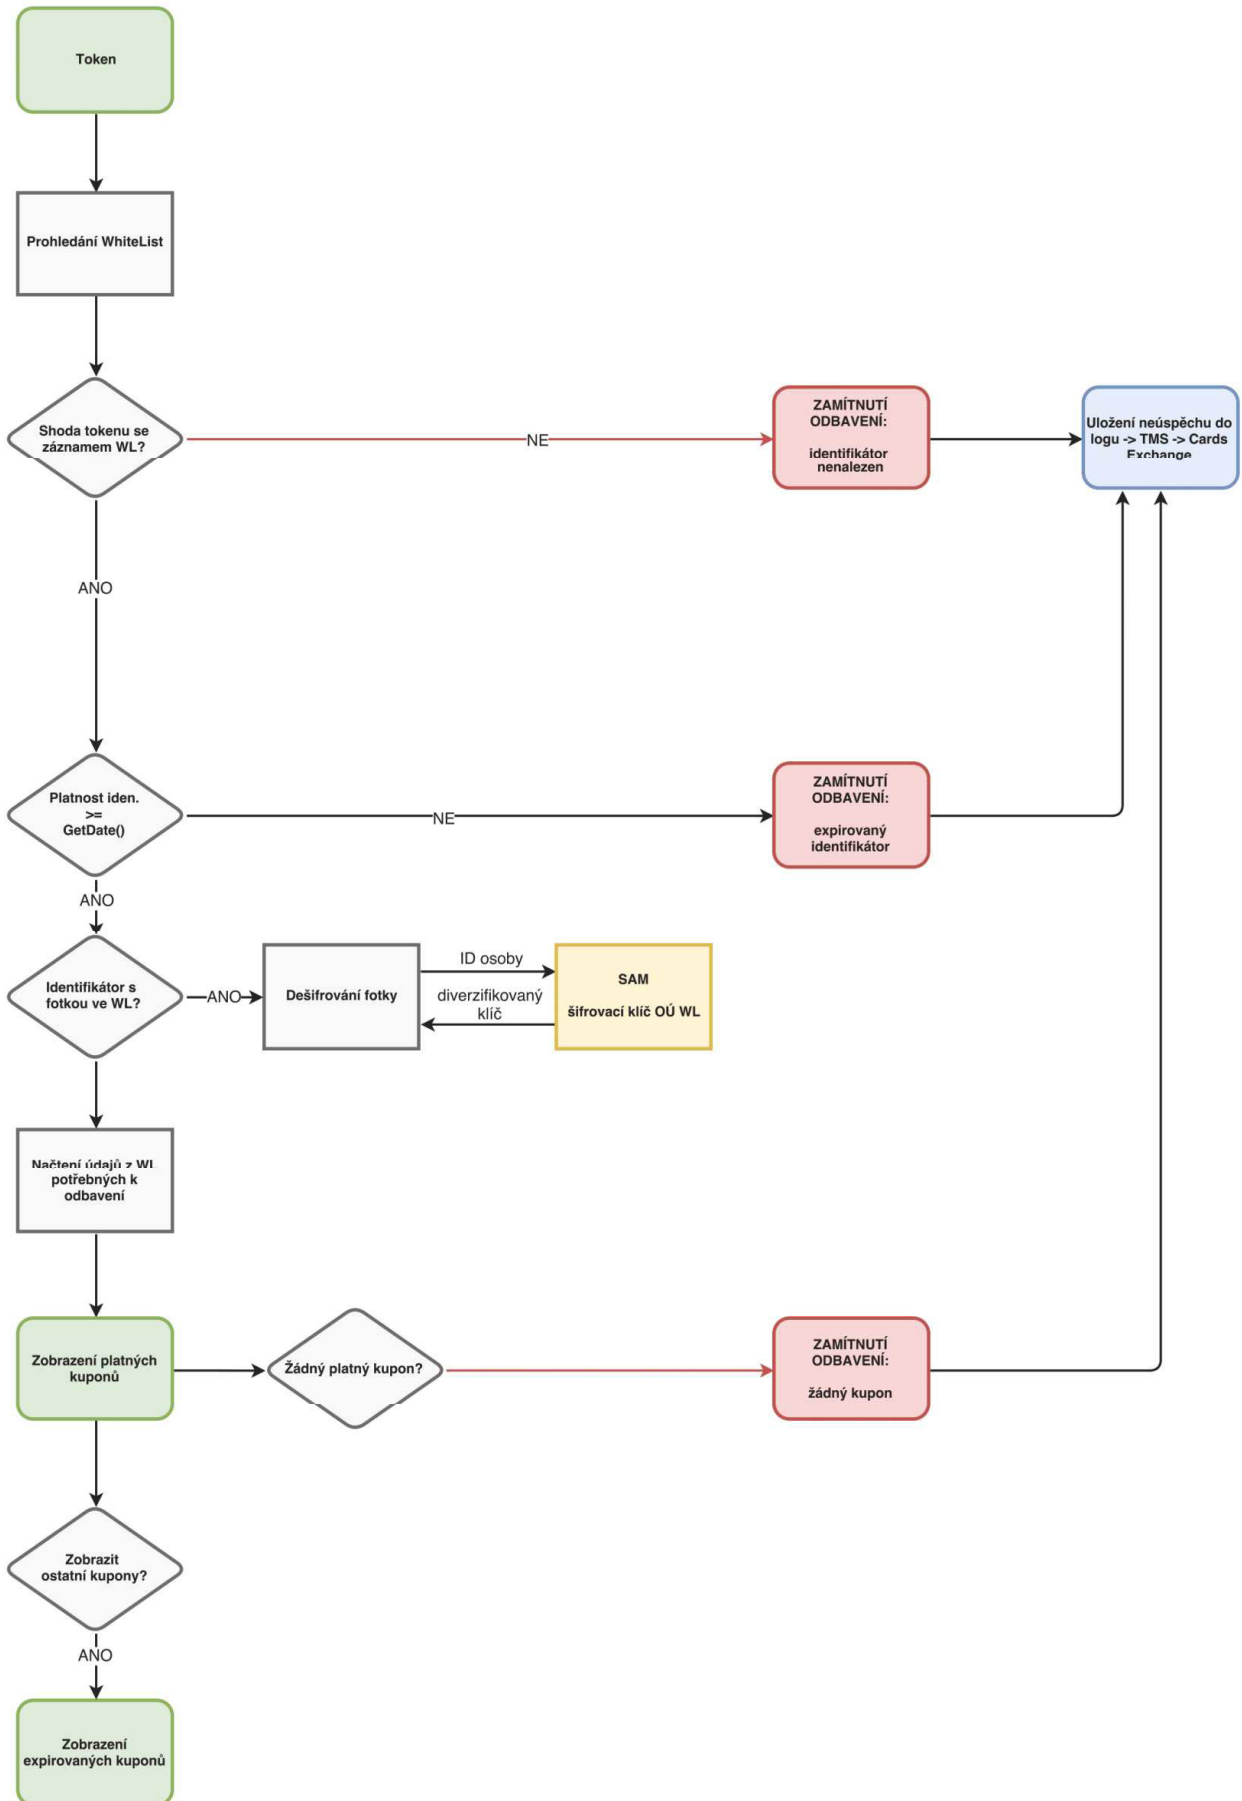 Token
Prohledání WhiteList
Shoda tokenu se
záznamem WL?
NE
ZAMÍTNUTÍ
ODBAVENÍ:
identifikátor
nenalezen
Uložení neúspěchu do
logu -> TMS -> Cards
Exchange
ANO
Platnost iden.
>=
GetDate()
NE
ZAMÍTNUTÍ
ODBAVENÍ:
expirovaný
identifikátor
ANO
Identifikátor s
fotkou ve WL?
ANO
Dešifrování fotky
ID osoby
diverzifikovaný
klíč
SAM
šifrovací klíč OÚ WL
Načtení údajů z WL
potřebných k
odbavení
Zobrazení platných
kuponů
Žádný platný kupon?
ZAMÍTNUTÍ
ODBAVENÍ:
žádný kupon
Zobrazit
ostatní kupony?
ANO
Zobrazení
expirovaných kuponů